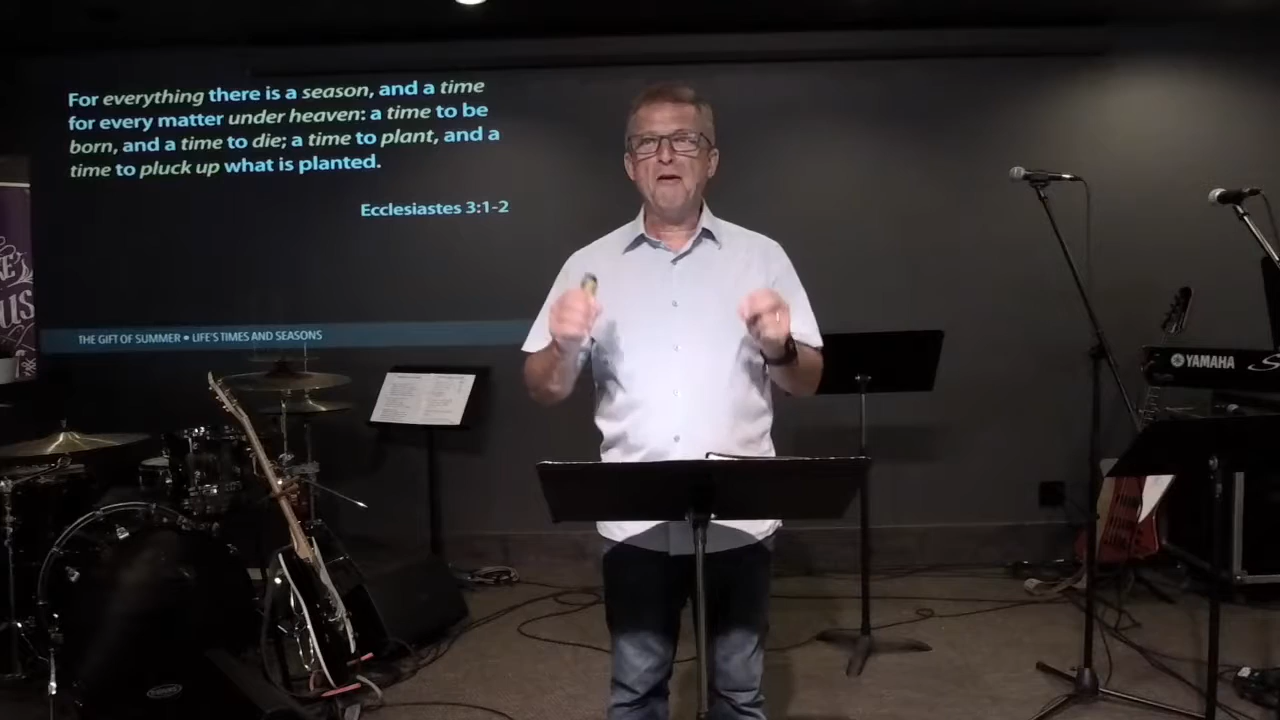 For everything there is a season, and a time
for every matter under heaven: a time to be
born, and a time to die; a time to plant, and a
time to pluck up what is planted.
Ecclesiastes 3:1-2
THE GIFT OF SUMMER • LIFE'S TIMES AND SEASONS
YAMAHA